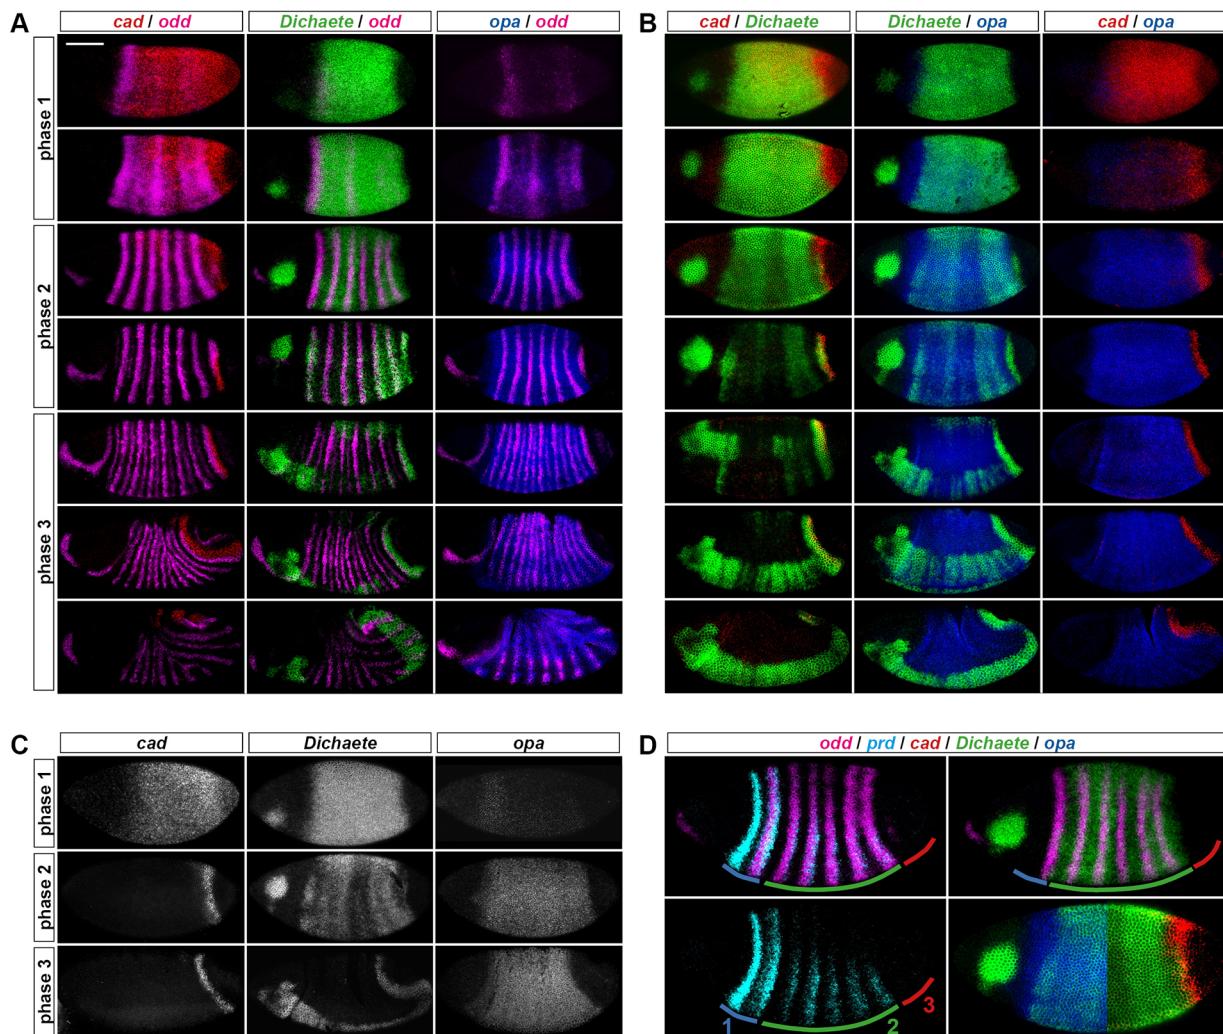 A
cad / odd
Dichaete / odd
opa / odd
phase 1
phase 2
phase 3
B
cad / Dichaete
Dichaete / opa
cad / opa
C
cad
Dichaete
opa
phase 1
phase 2
phase 3
D
odd / prd / cad / Dichaete / opa
1
2
3